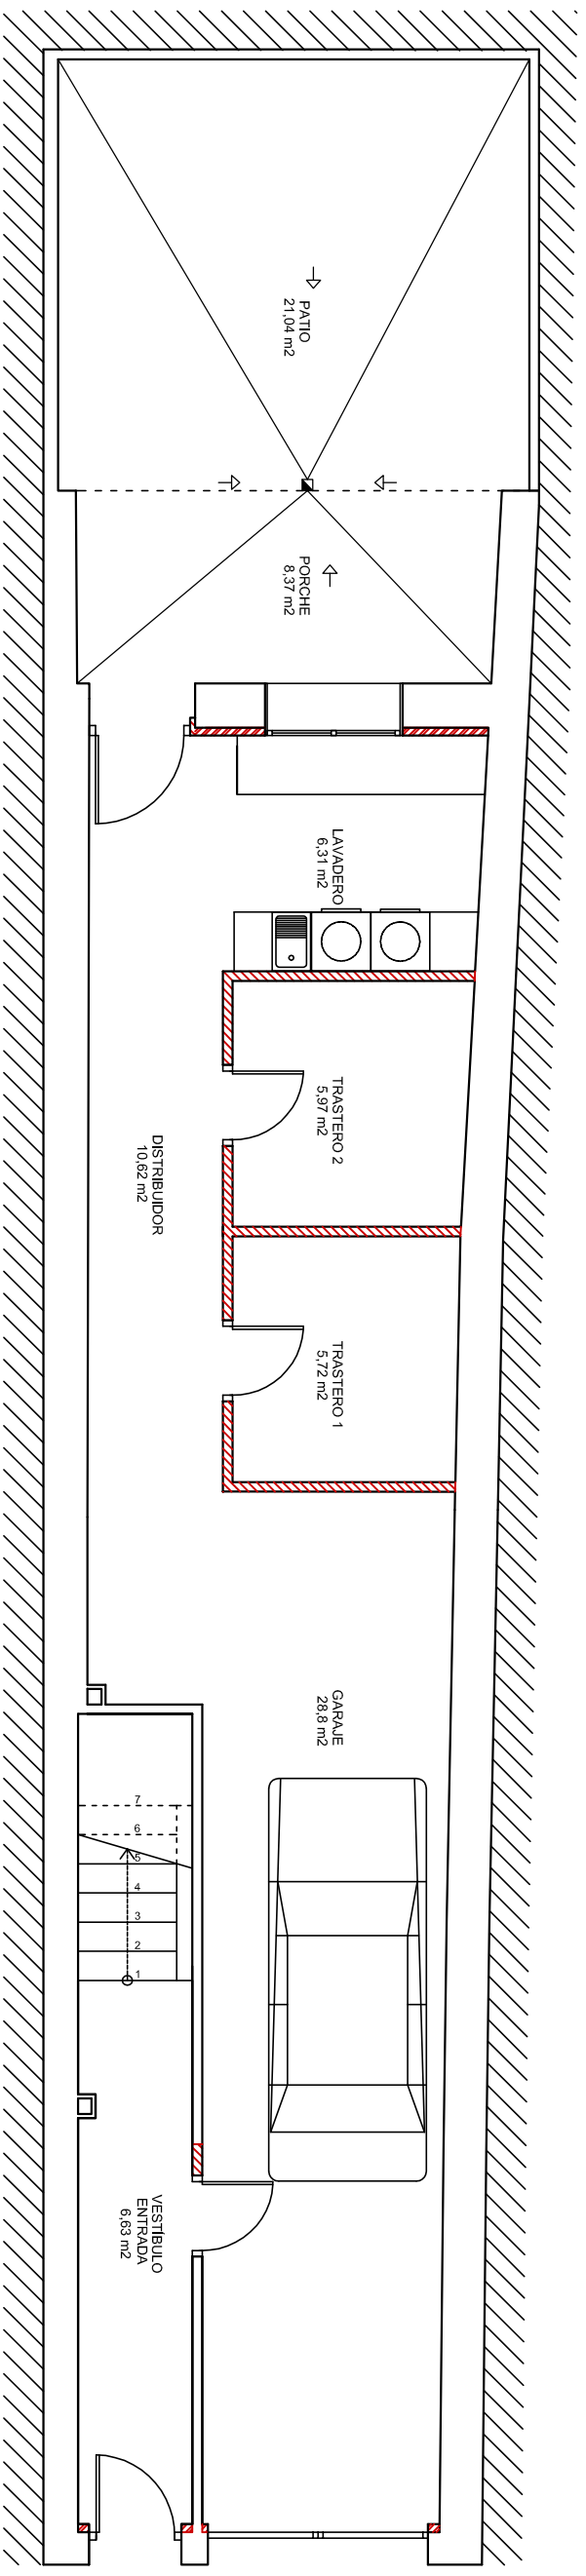 PATIO
21,04 m2
PORCHE
8,37 m2
LAVADERO
6,31 m2
TRASTERO 2
5,97 m2
DISTRIBUIDOR
10,62 m2
TRASTERO 1
5,72 m2
GARAJE
28,8 m2
7
6
5
4
3
2
1
VESTÍBULO
ENTRADA
6,63 m2